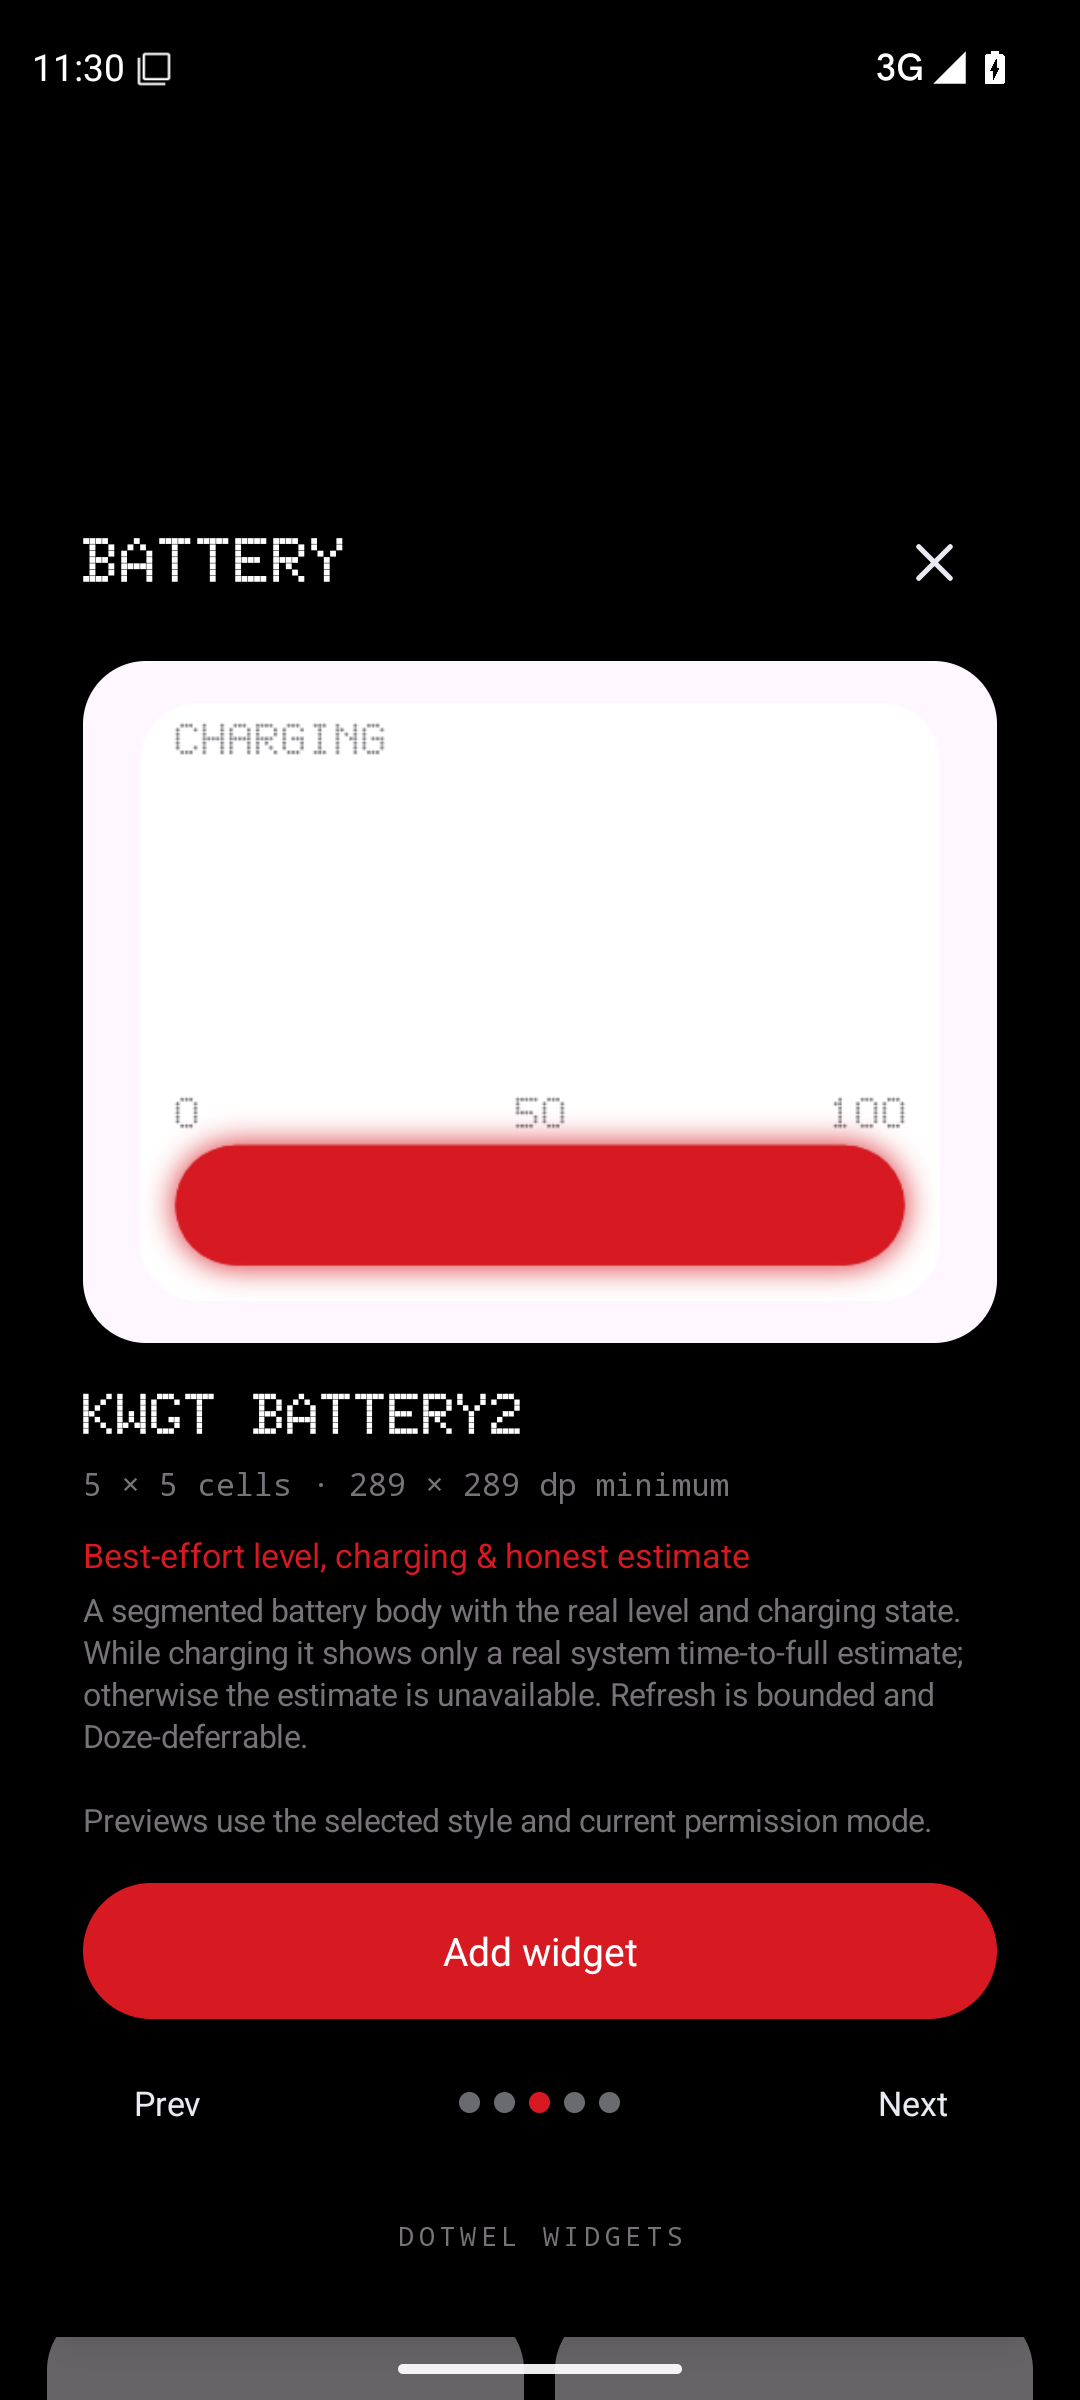 11:30
3G
BATTERY
CHARGING
0 50 100
KWGT BATTERY2
5 × 5 cells · 289 × 289 dp minimum
Best-effort level, charging & honest estimate
A segmented battery body with the real level and charging state.
While charging it shows only a real system time-to-full estimate;
otherwise the estimate is unavailable. Refresh is bounded and
Doze-deferrable.
Previews use the selected style and current permission mode.
Add widget
Prev
Next
DOTWEL WIDGETS